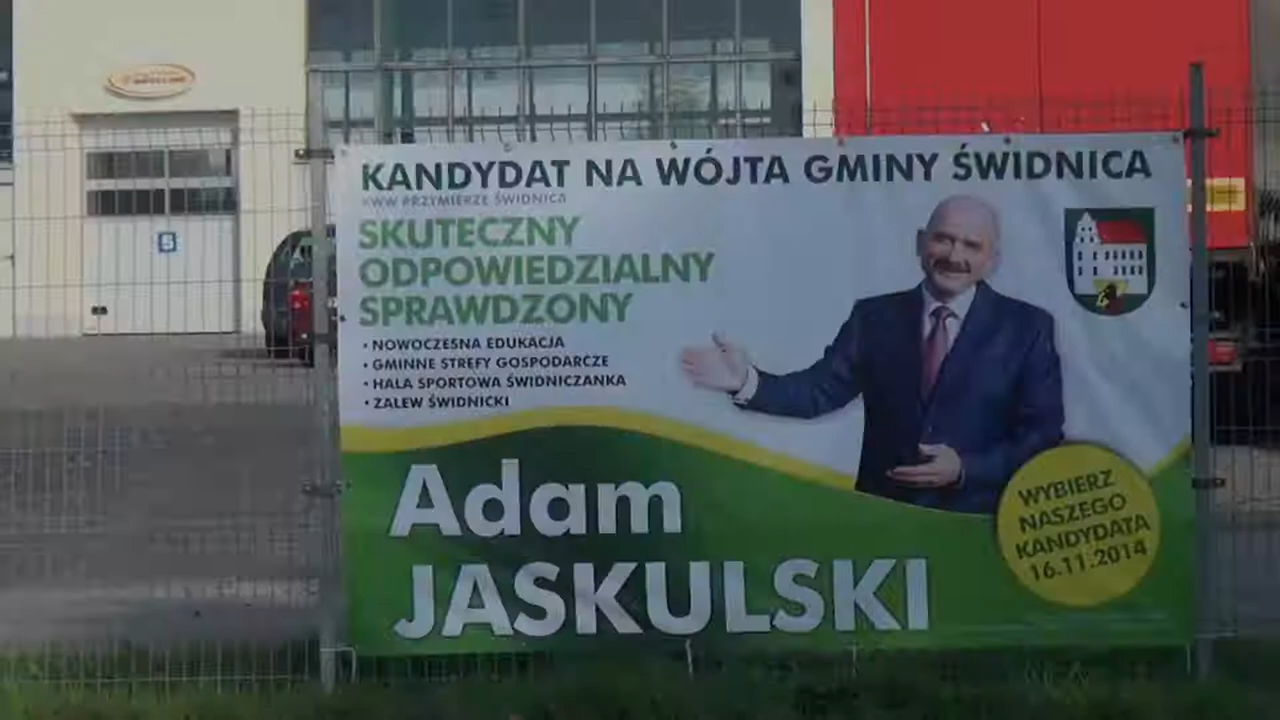 KANDYDAT NA WÓJTA GMINY ŚWIDNICA
KWW PRZYMIERZE ŚWIDNICA
SKUTECZNY
ODPOWIEDZIALNY
SPRAWDZONY
• NOWOCZESNA EDUKACJA
• GMINNE STREFY GOSPODARCZE
• HALA SPORTOWA ŚWIDNICZANKA
• ZALEW ŚWIDNICKI
Adam
JASKULSKI
WYBIERZ
NASZEGO
KANDYDATA
16.11.2014
5